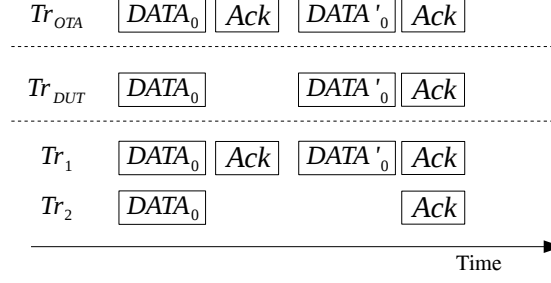 Tr_OTA DATA_0 Ack DATA'_0 Ack
Tr_DUT DATA_0 DATA'_0 Ack
Tr_1 DATA_0 Ack DATA'_0 Ack
Tr_2 DATA_0 Ack
Time